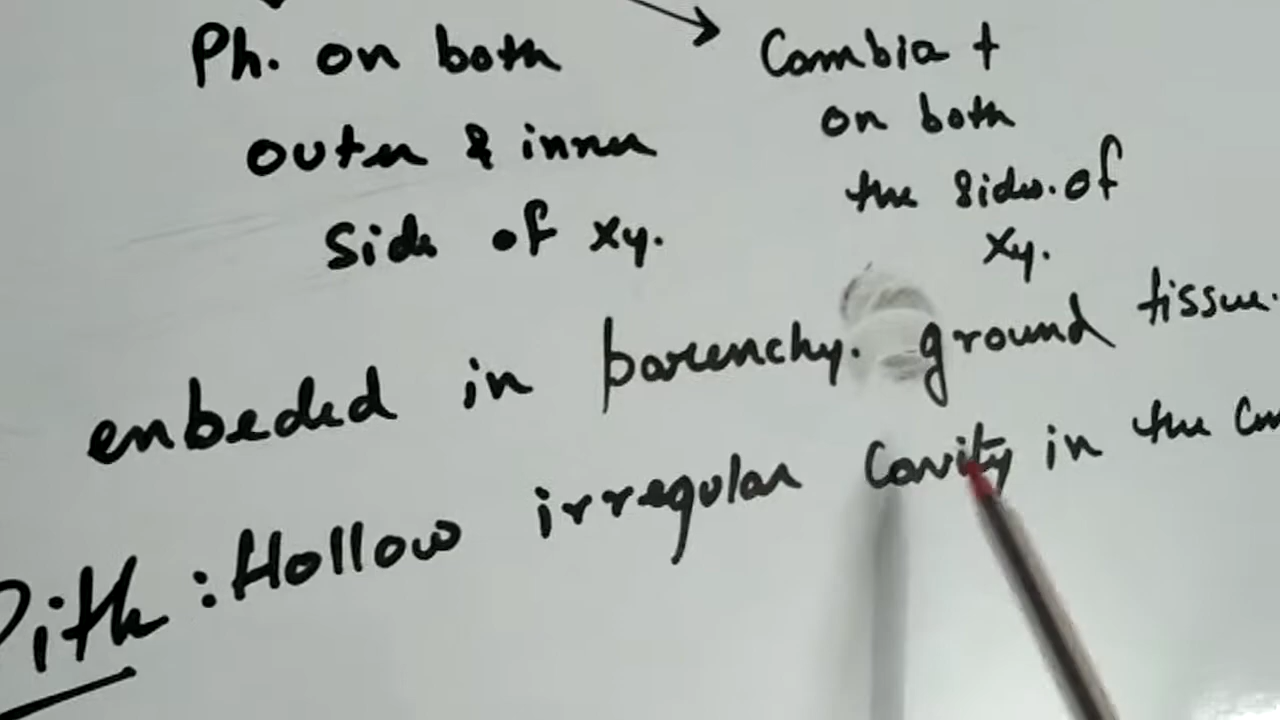 Ph. on both
outer & inner
side of xy.
Cambia +
on both
the sides. of
xy.
enbeded in parenchy. ground tissue.
Pith : Hollow irregular cavity in the